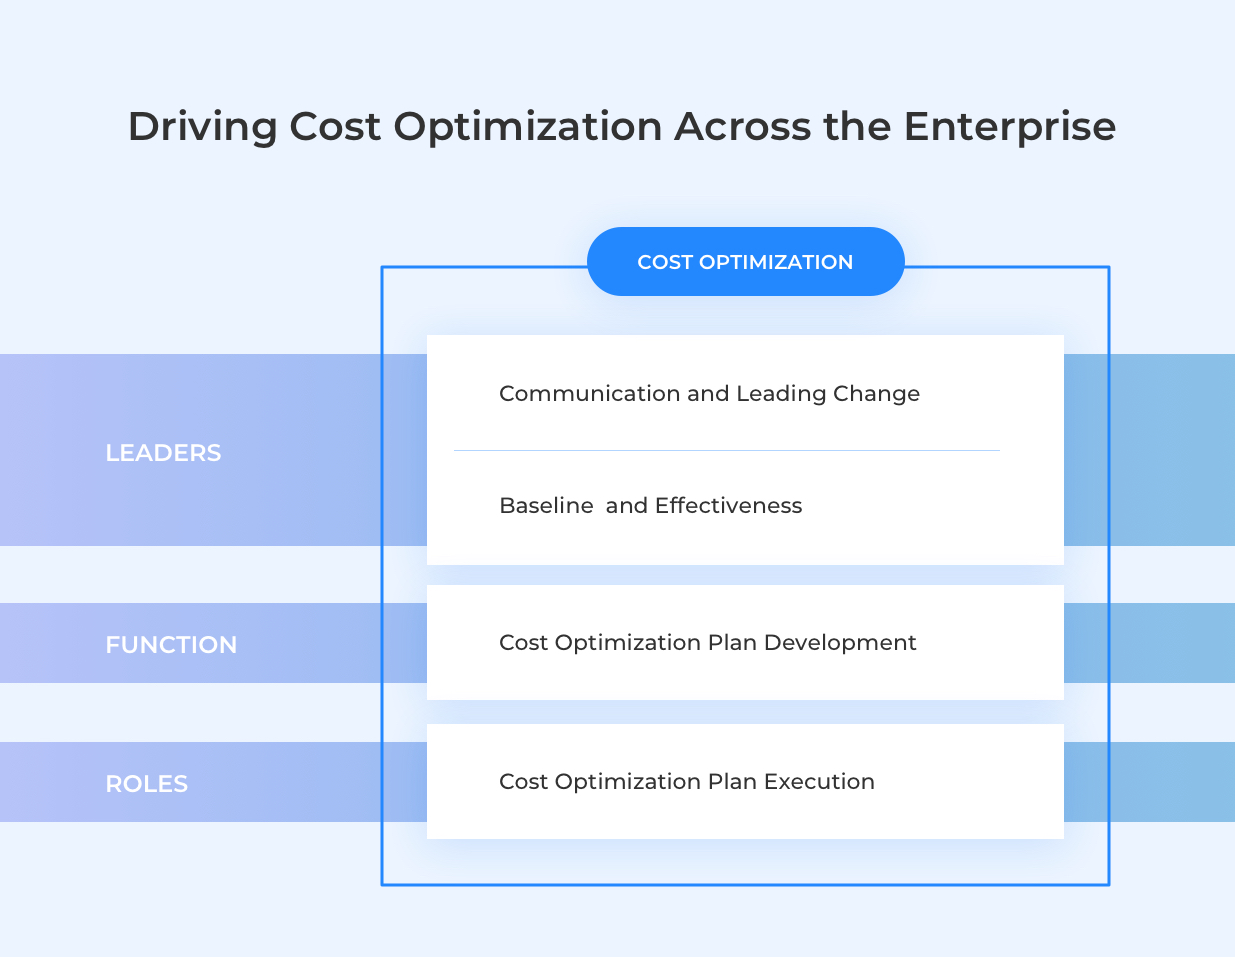 Driving Cost Optimization Across the Enterprise
COST OPTIMIZATION
LEADERS
Communication and Leading Change
Baseline  and Effectiveness
FUNCTION
Cost Optimization Plan Development
ROLES
Cost Optimization Plan Execution